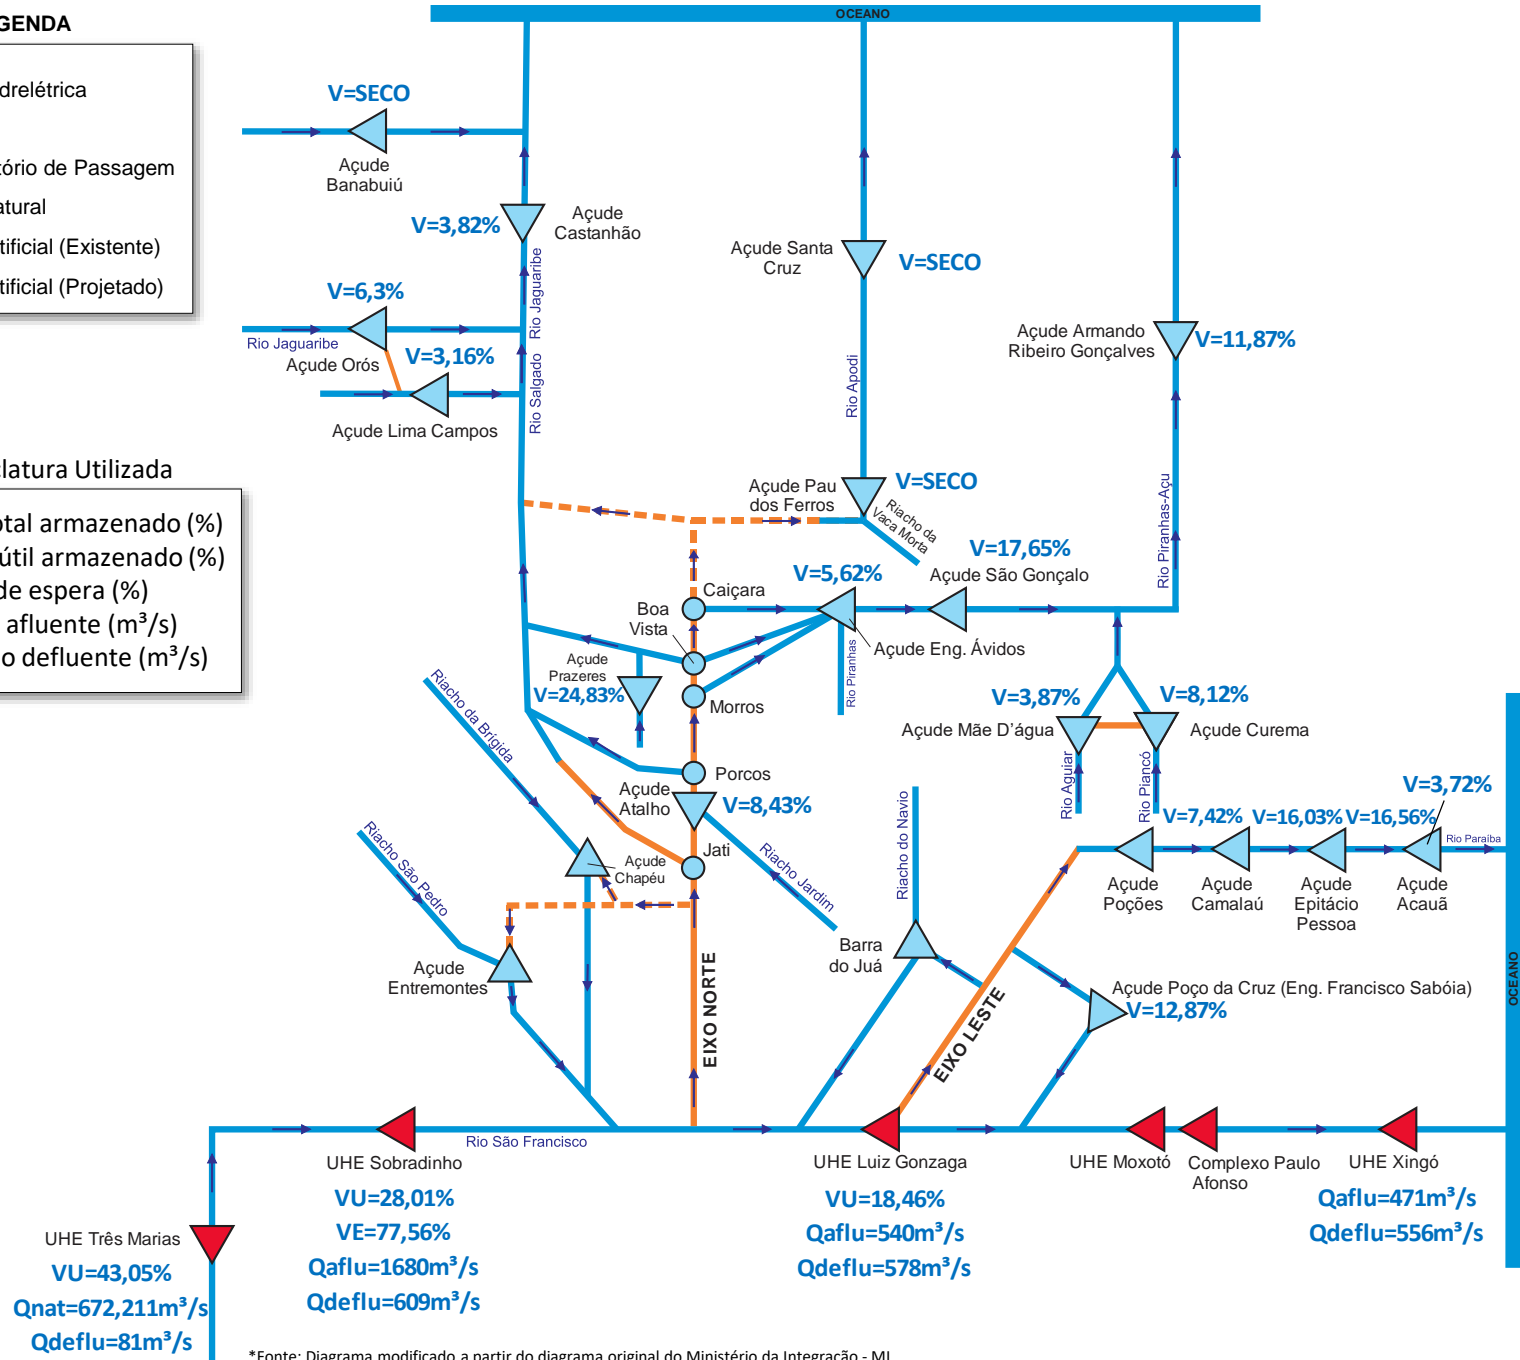 OCEANO
GENDA
drelétrica
tório de Passagem
atural
tificial (Existente)
tificial (Projetado)
V=SECO
Açude
Banabuiú
V=3,82%
Açude
Castanhão
Rio Jaguaribe
V=6,3%
Rio Jaguaribe
Açude Orós
V=3,16%
Açude Lima Campos
Rio Salgado
Açude Santa
Cruz
V=SECO
Rio Apodi
Açude Armando
Ribeiro Gonçalves
V=11,87%
Rio Piranhas-Açu
clatura Utilizada
otal armazenado (%)
útil armazenado (%)
de espera (%)
afluente (m³/s)
o defluente (m³/s)
Açude Pau
dos Ferros
V=SECO
Riacho da
Vaca Morta
V=17,65%
Açude São Gonçalo
V=5,62%
Açude Eng. Ávidos
Rio Piranhas
Caiçara
Boa
Vista
Açude
Prazeres
V=24,83%
Morros
Porcos
Açude
Atalho
V=8,43%
Jati
Riacho Jardim
Riacho da Brígida
Açude
Chapéu
Riacho São Pedro
Açude
Entremontes
EIXO NORTE
V=3,87%
Açude Mãe D'água
Rio Aguiar
V=8,12%
Açude Curema
Rio Piancó
V=3,72%
V=7,42%
V=16,03%
V=16,56%
Rio Paraíba
Açude
Poções
Açude
Camalaú
Açude
Epitácio
Pessoa
Açude
Acauã
Riacho do Navio
Barra
do Juá
EIXO LESTE
Açude Poço da Cruz (Eng. Francisco Sabóia)
V=12,87%
OCEANO
Rio São Francisco
UHE Sobradinho
VU=28,01%
VE=77,56%
Qaflu=1680m³/s
Qdeflu=609m³/s
UHE Luiz Gonzaga
VU=18,46%
Qaflu=540m³/s
Qdeflu=578m³/s
UHE Moxotó
Complexo Paulo
Afonso
UHE Xingó
Qaflu=471m³/s
Qdeflu=556m³/s
UHE Três Marias
VU=43,05%
Qnat=672,211m³/s
Qdeflu=81m³/s
*Fonte: Diagrama modificado a partir do diagrama original do Ministério da Integração - MI